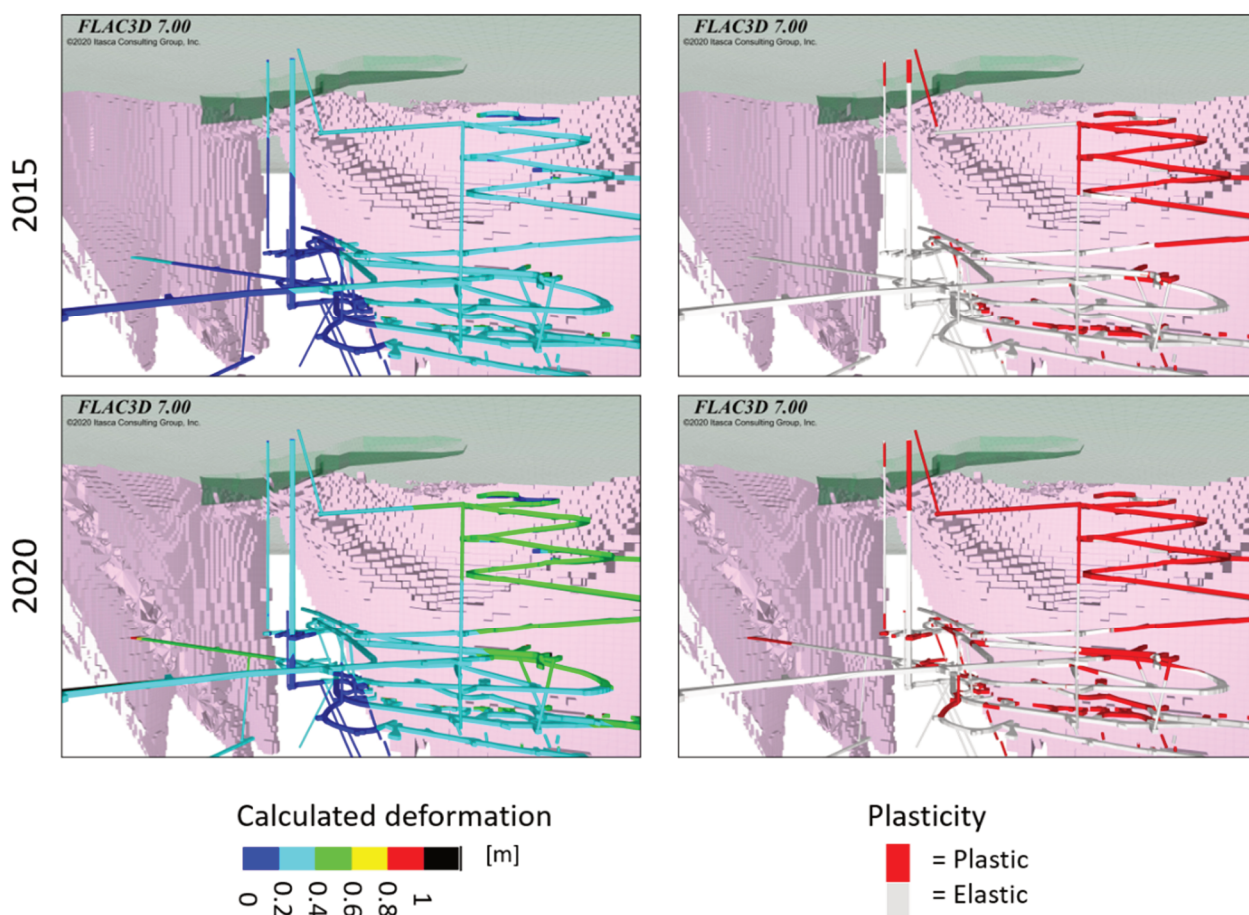 FLAC3D 7.00
©2020 Itasca Consulting Group, Inc.
FLAC3D 7.00
©2020 Itasca Consulting Group, Inc.
2015
FLAC3D 7.00
©2020 Itasca Consulting Group, Inc.
FLAC3D 7.00
©2020 Itasca Consulting Group, Inc.
2020
Calculated deformation
[m]
0
0.2
0.4
0.6
0.8
1
Plasticity
= Plastic
= Elastic